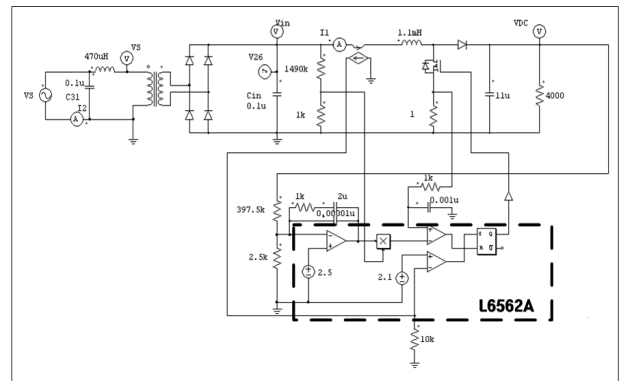 Vin
I1
A
1.1mH
VDC
V
470uH
VS
V
V26
1490k
0.1u
C31
VS
I2
A
Cin
0.1u
1k
1
11u
4000
1k
0.001u
1k
2u
0.00001u
397.5k
2.5k
2.5
2.1
S Q
R Q
L6562A
10k